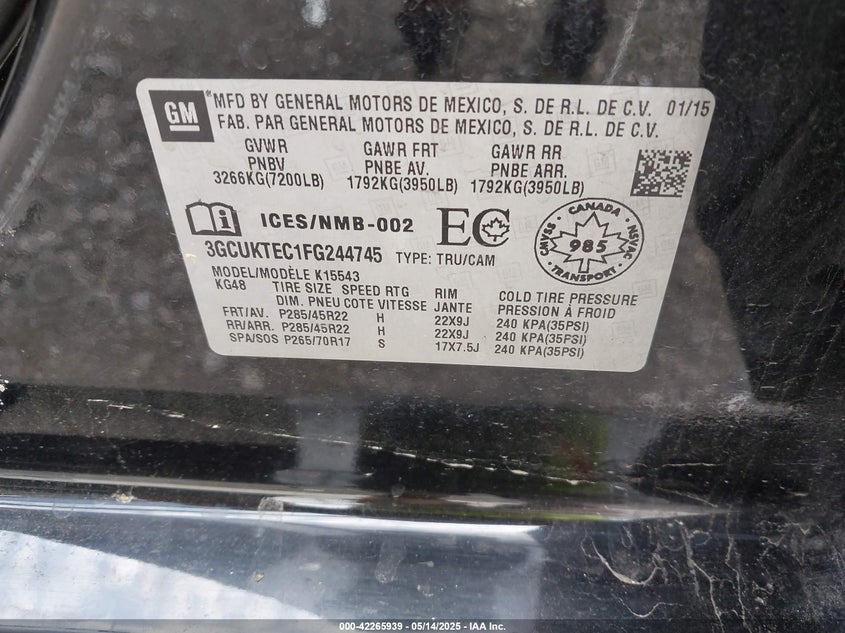 GM
MFD BY GENERAL MOTORS DE MEXICO, S. DE R.L. DE C.V. 01/15
FAB. PAR GENERAL MOTORS DE MEXICO, S. DE R.L. DE C.V.
GVWR GAWR FRT GAWR RR
PNBV PNBE AV. PNBE ARR.
3266KG(7200LB) 1792KG(3950LB) 1792KG(3950LB)
ICES/NMB-002 EC
CANADA
CMVSS 985 NSVAC
TRANSPORT
3GCUKTEC1FG244745 TYPE: TRU/CAM
MODEL/MODÈLE K15543
KG48 TIRE SIZE SPEED RTG RIM COLD TIRE PRESSURE
DIM. PNEU COTE VITESSE JANTE PRESSION À FROID
FRT/AV. P285/45R22 H 22X9J 240 KPA(35PSI)
RR/ARR. P285/45R22 H 22X9J 240 KPA(35PSI)
SPA/SOS P265/70R17 S 17X7.5J 240 KPA(35PSI)
000-42265939 - 05/14/2025 - IAA Inc.